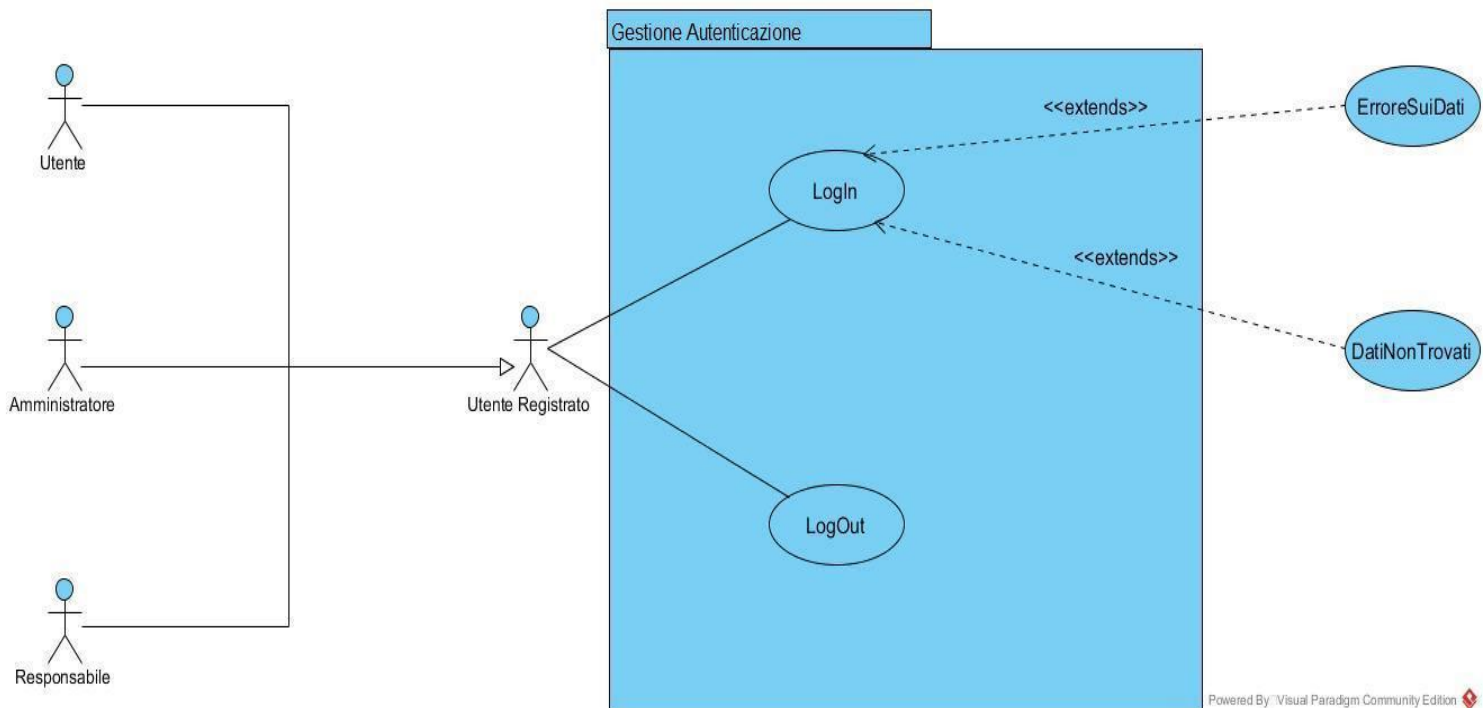 Gestione Autenticazione
Utente
<<extends>>
ErroreSuiDati
LogIn
<<extends>>
DatiNonTrovati
Amministratore
Utente Registrato
LogOut
Responsabile
Powered By Visual Paradigm Community Edition